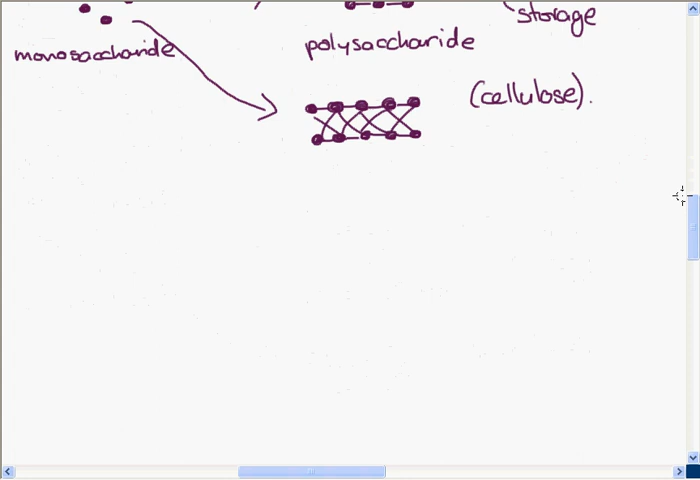 storage
polysaccharide
monosaccharide
(cellulose).